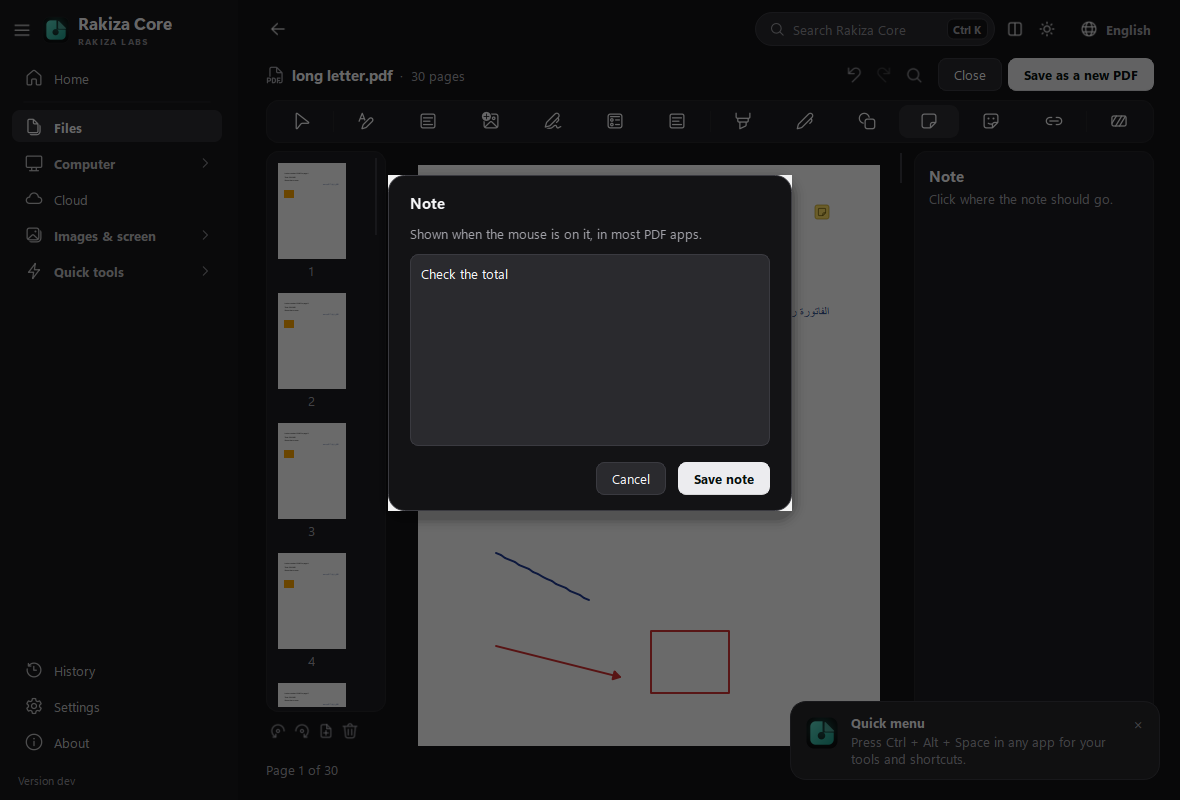 Rakiza Core
RAKIZA LABS
Search Rakiza Core
Ctrl K
English
Home
Files
Computer
Cloud
Images & screen
Quick tools
History
Settings
About
Version dev
PDF
long letter.pdf · 30 pages
Close
Save as a new PDF
1
2
3
4
Page 1 of 30
Note
Shown when the mouse is on it, in most PDF apps.
Check the total
Cancel
Save note
الفاتورة
Note
Click where the note should go.
Quick menu
Press Ctrl + Alt + Space in any app for your
tools and shortcuts.